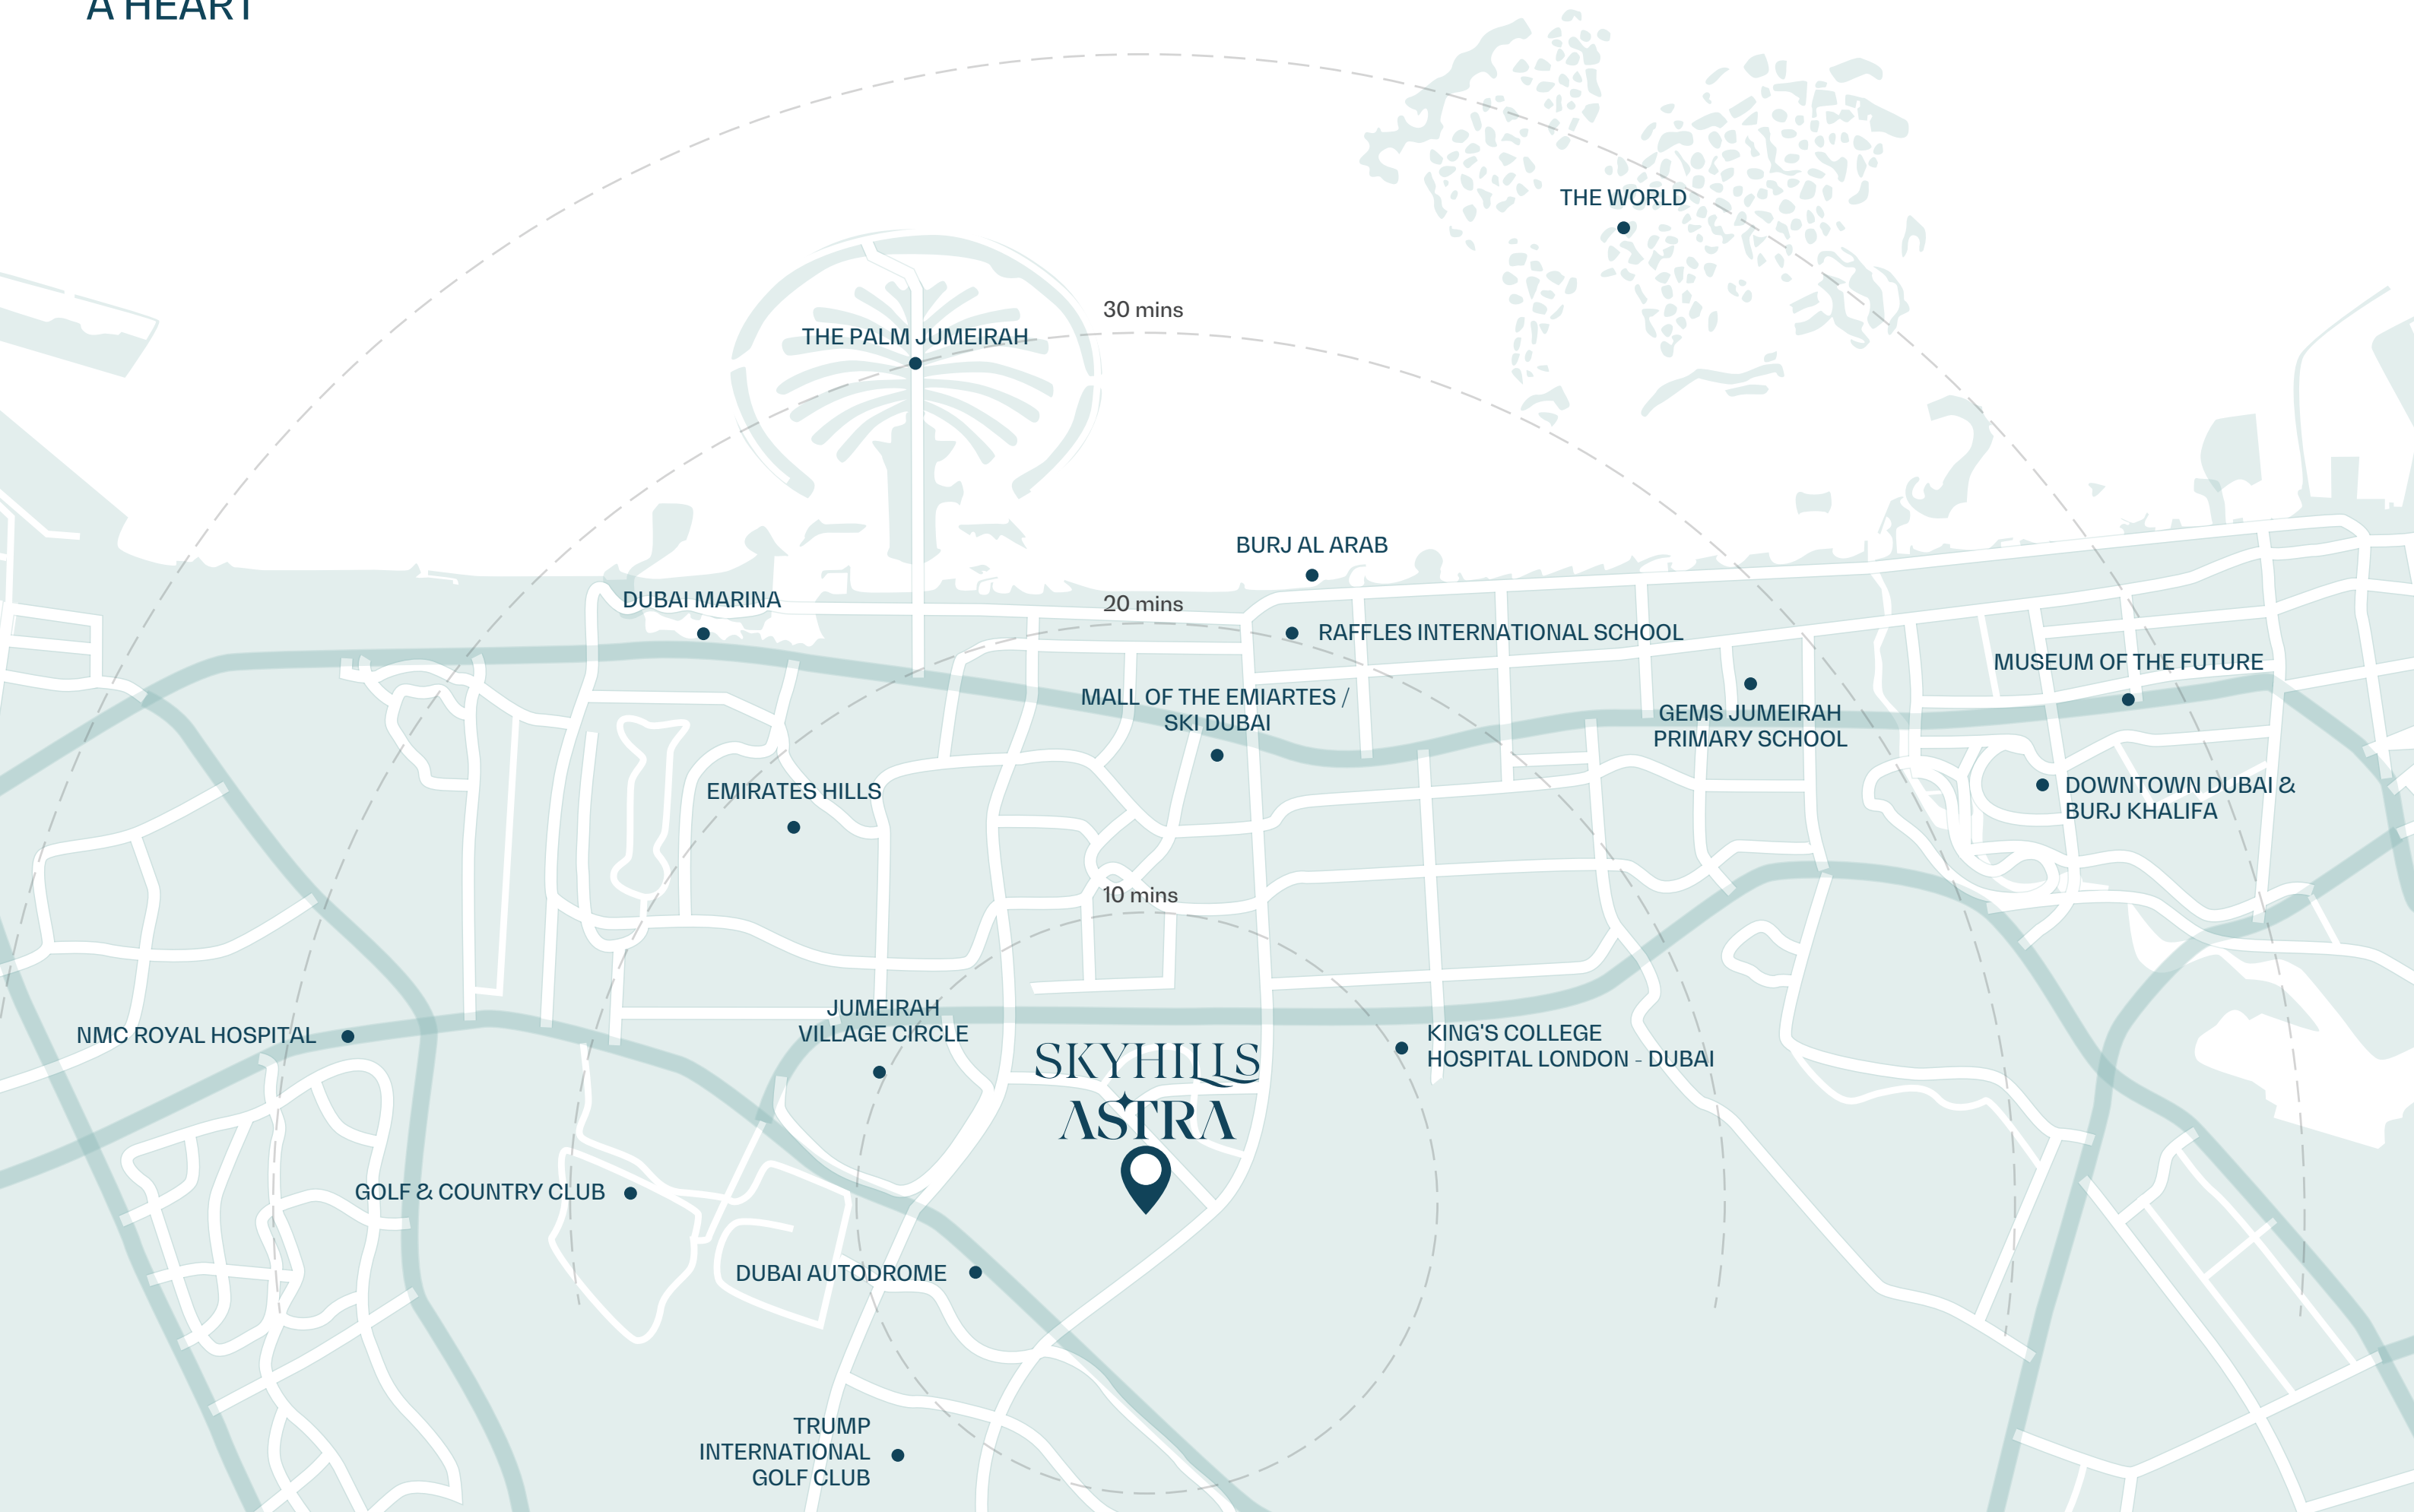 A HEART
THE WORLD
30 mins
THE PALM JUMEIRAH
BURJ AL ARAB
DUBAI MARINA
20 mins
RAFFLES INTERNATIONAL SCHOOL
MUSEUM OF THE FUTURE
MALL OF THE EMIARTES /
SKI DUBAI
GEMS JUMEIRAH
PRIMARY SCHOOL
EMIRATES HILLS
DOWNTOWN DUBAI &
BURJ KHALIFA
10 mins
JUMEIRAH
VILLAGE CIRCLE
NMC ROYAL HOSPITAL
KING'S COLLEGE
HOSPITAL LONDON - DUBAI
SKYHILLS
ASTRA
GOLF & COUNTRY CLUB
DUBAI AUTODROME
TRUMP
INTERNATIONAL
GOLF CLUB